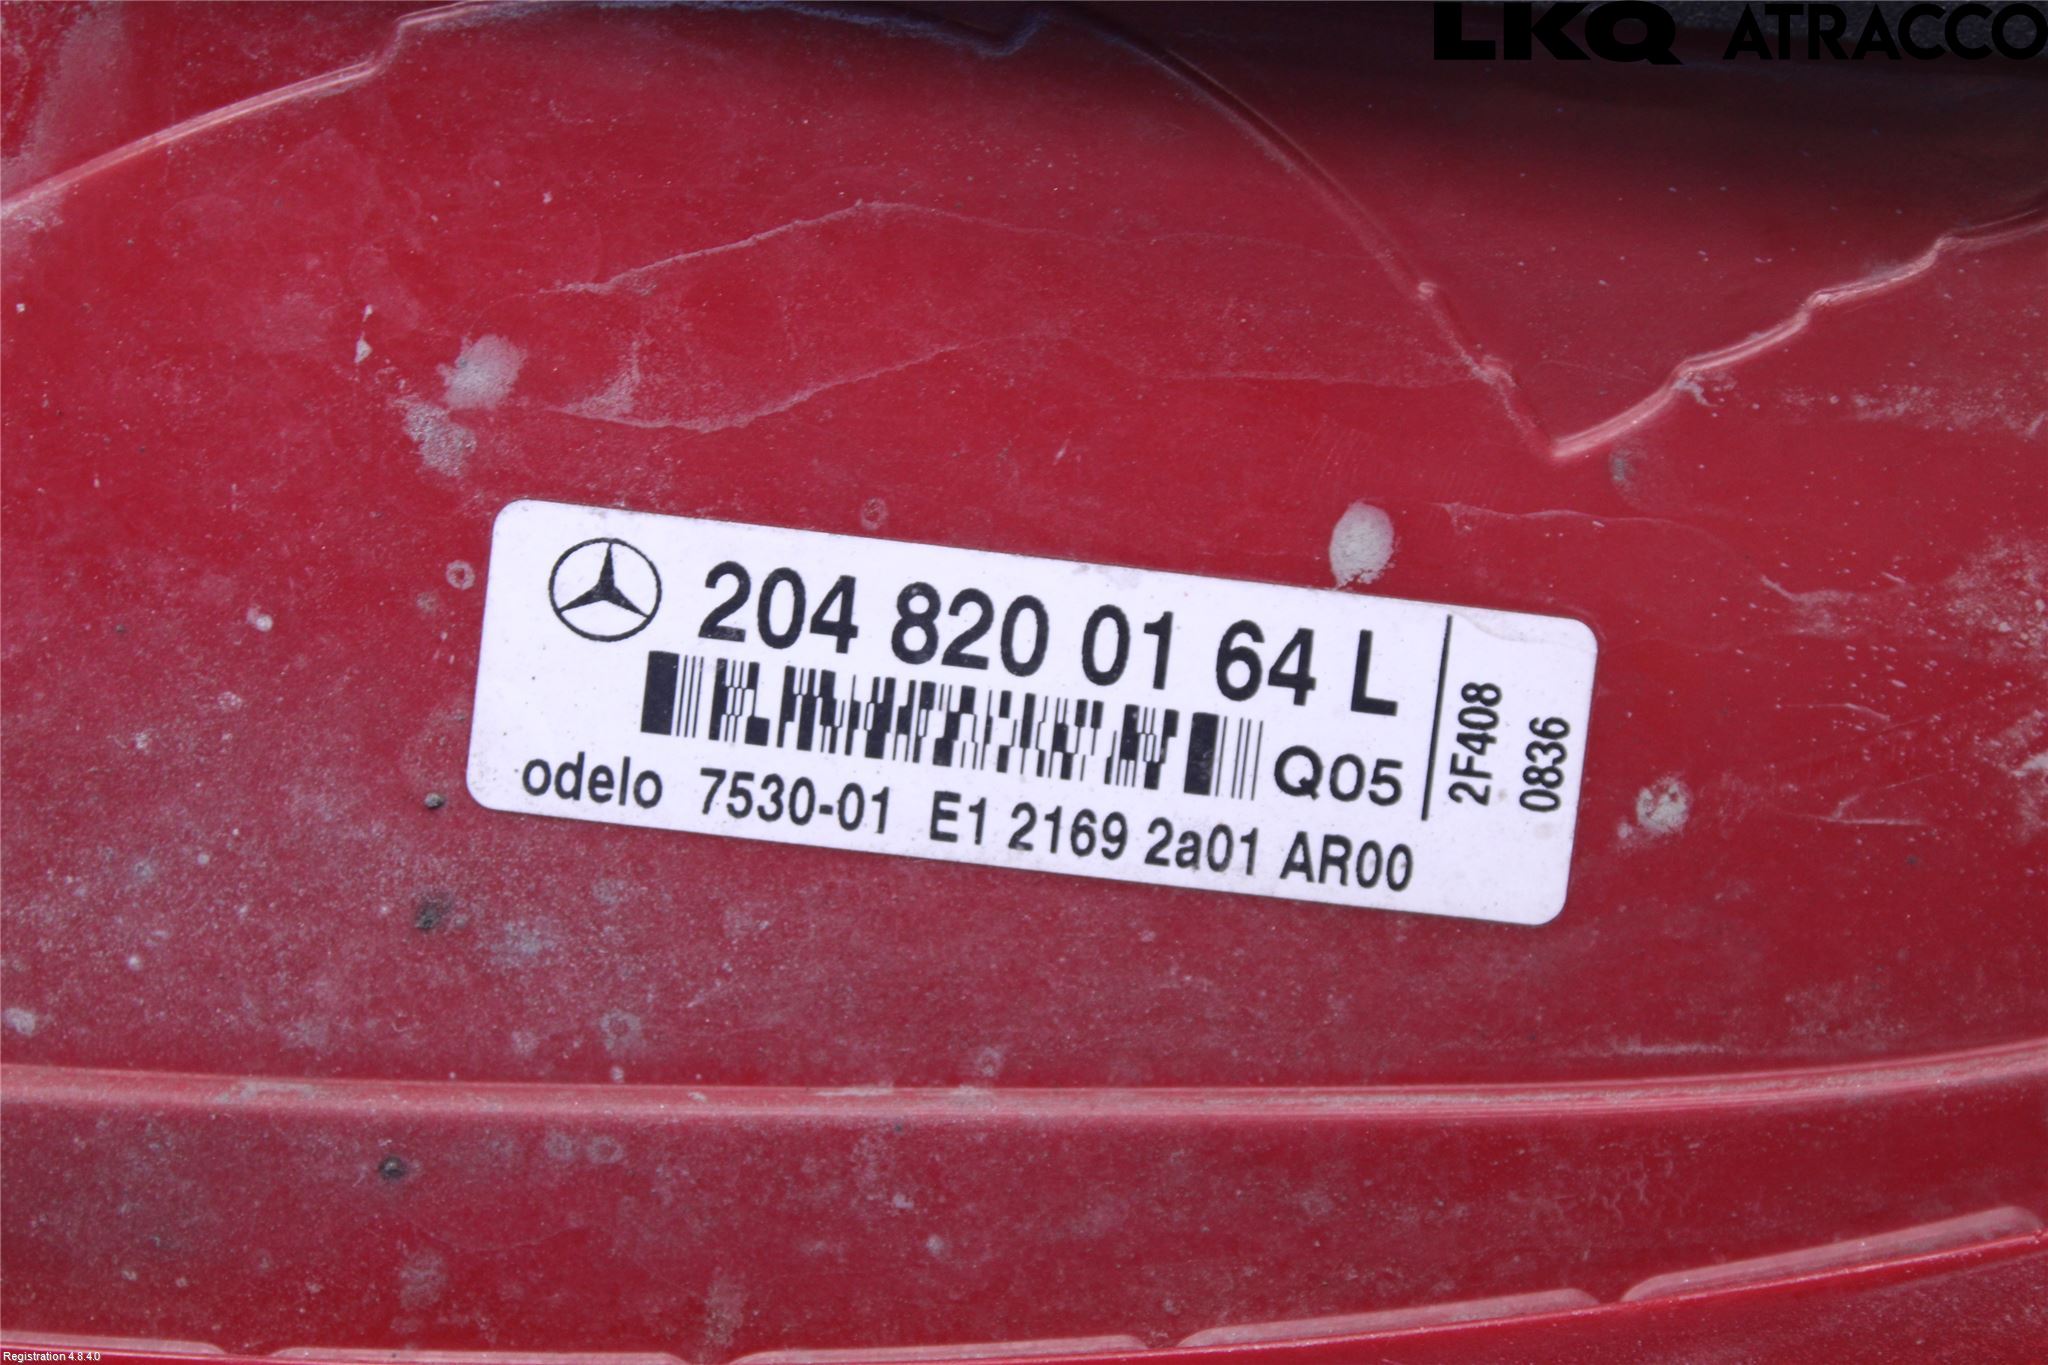 LKQ ATRACCO
204 820 01 64 L
Q05
odelo 7530-01 E1 2169 2a01 AR00
2F408
0836
Registration 4.8.4.0